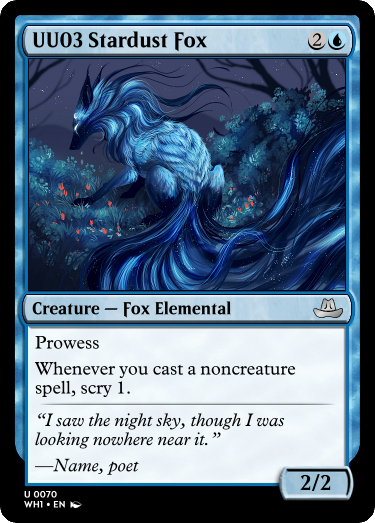 UU03 Stardust Fox 2
Creature — Fox Elemental
Prowess
Whenever you cast a noncreature
spell, scry 1.
“I saw the night sky, though I was
looking nowhere near it.”
—Name, poet
2/2
U 0070
WH1 • EN